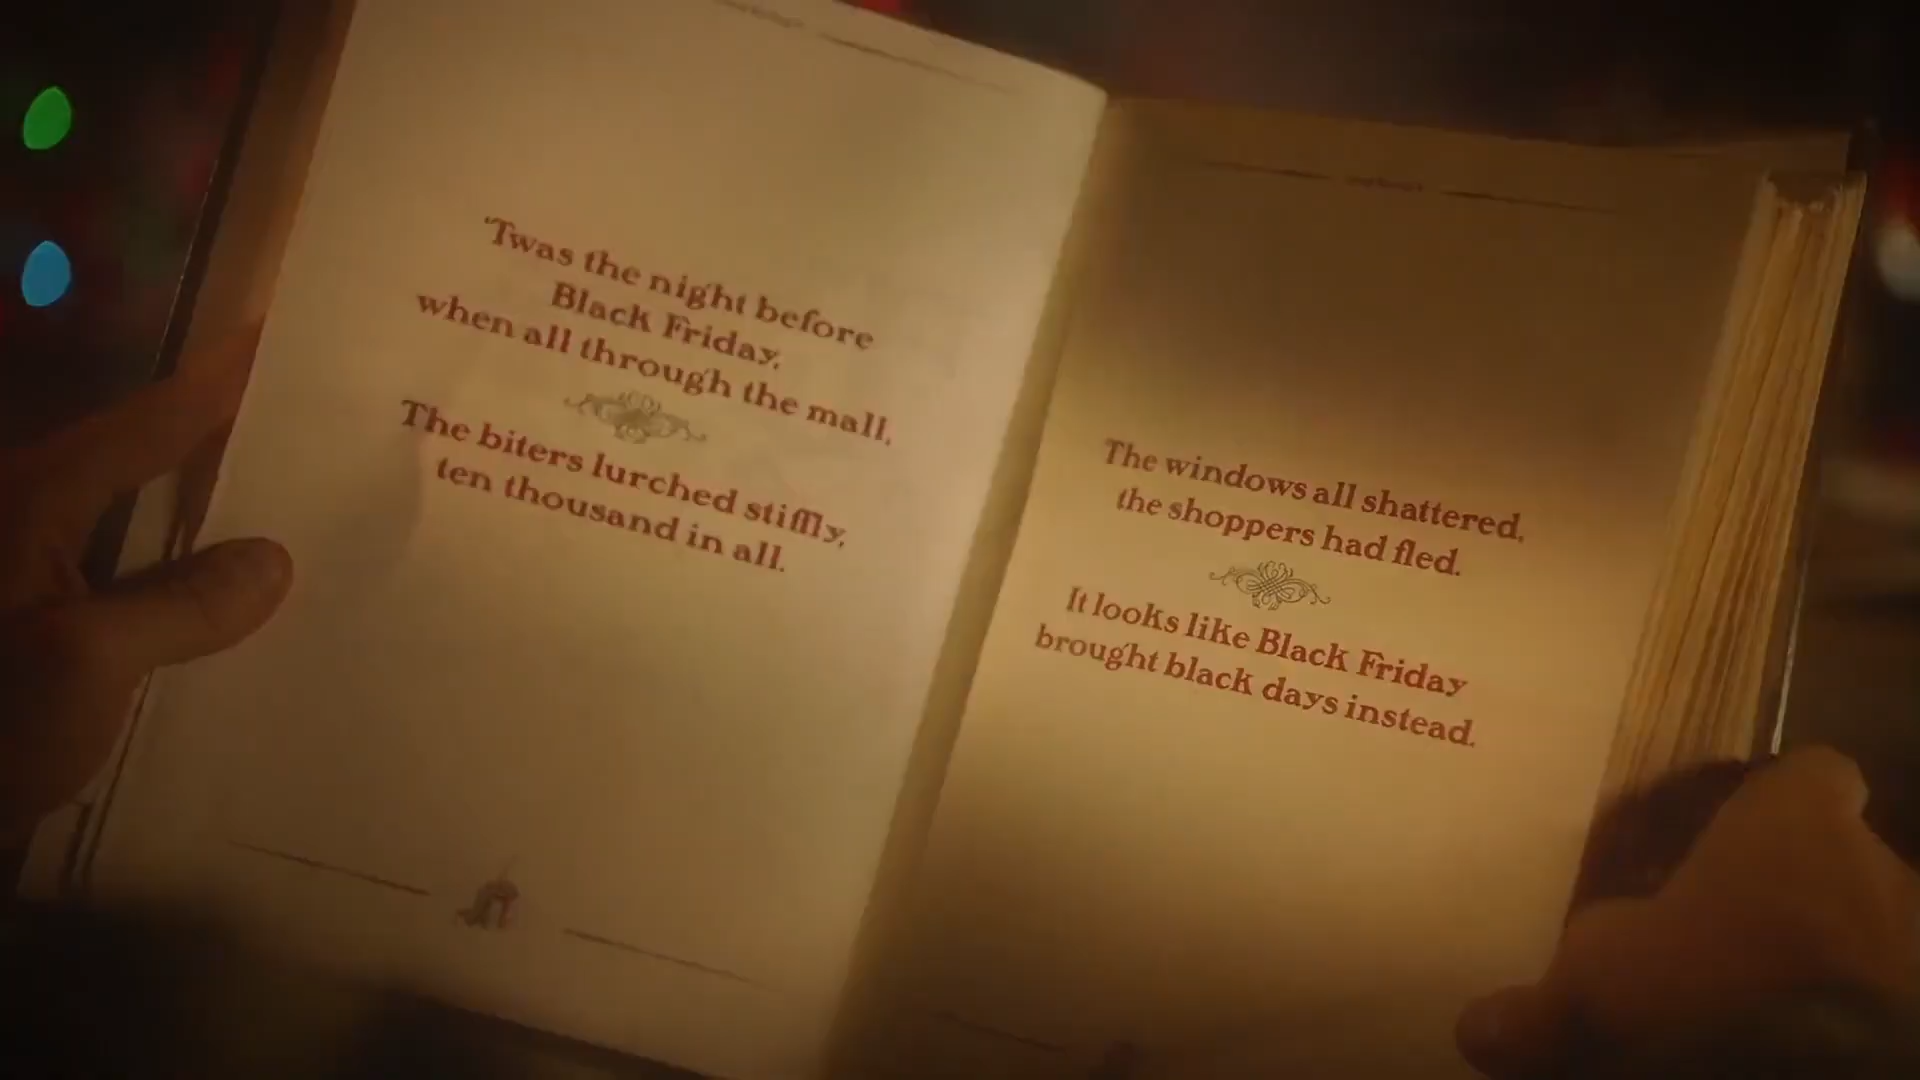 'Twas the night before
Black Friday,
when all through the mall,
The biters lurched stiffly,
ten thousand in all.
The windows all shattered,
the shoppers had fled.
It looks like Black Friday
brought black days instead.